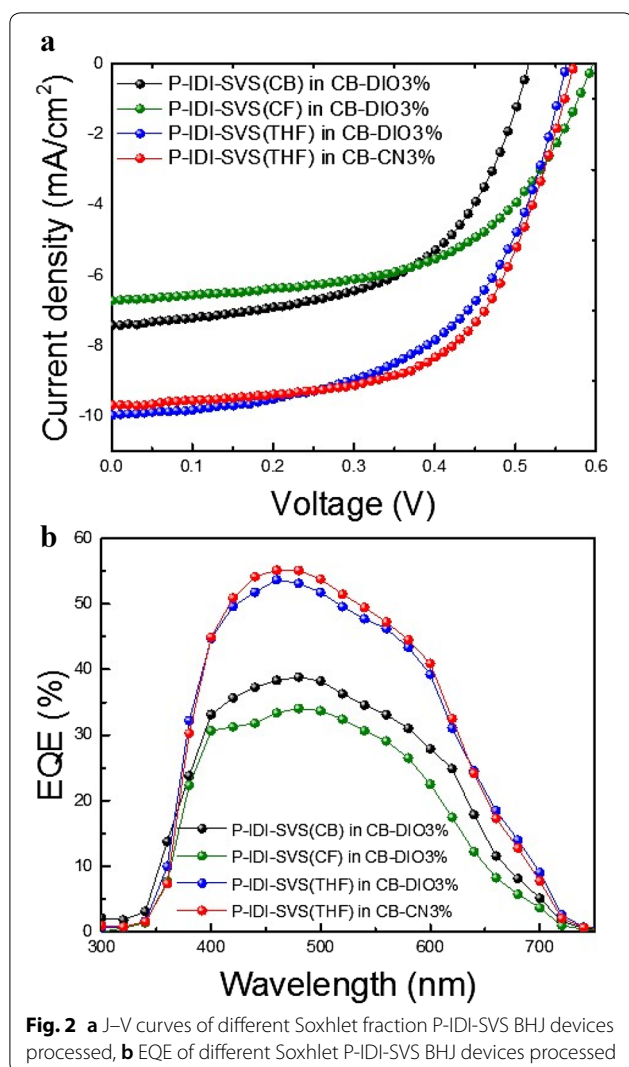 a
0
-2
-4
-6
-8
-10
Current density (mA/cm²)
P-IDI-SVS(CB) in CB-DIO3%
P-IDI-SVS(CF) in CB-DIO3%
P-IDI-SVS(THF) in CB-DIO3%
P-IDI-SVS(THF) in CB-CN3%
0.0 0.1 0.2 0.3 0.4 0.5 0.6
Voltage (V)
b
60
50
40
30
20
10
0
EQE (%)
P-IDI-SVS(CB) in CB-DIO3%
P-IDI-SVS(CF) in CB-DIO3%
P-IDI-SVS(THF) in CB-DIO3%
P-IDI-SVS(THF) in CB-CN3%
300 400 500 600 700
Wavelength (nm)
Fig. 2 a J–V curves of different Soxhlet fraction P-IDI-SVS BHJ devices
processed, b EQE of different Soxhlet P-IDI-SVS BHJ devices processed